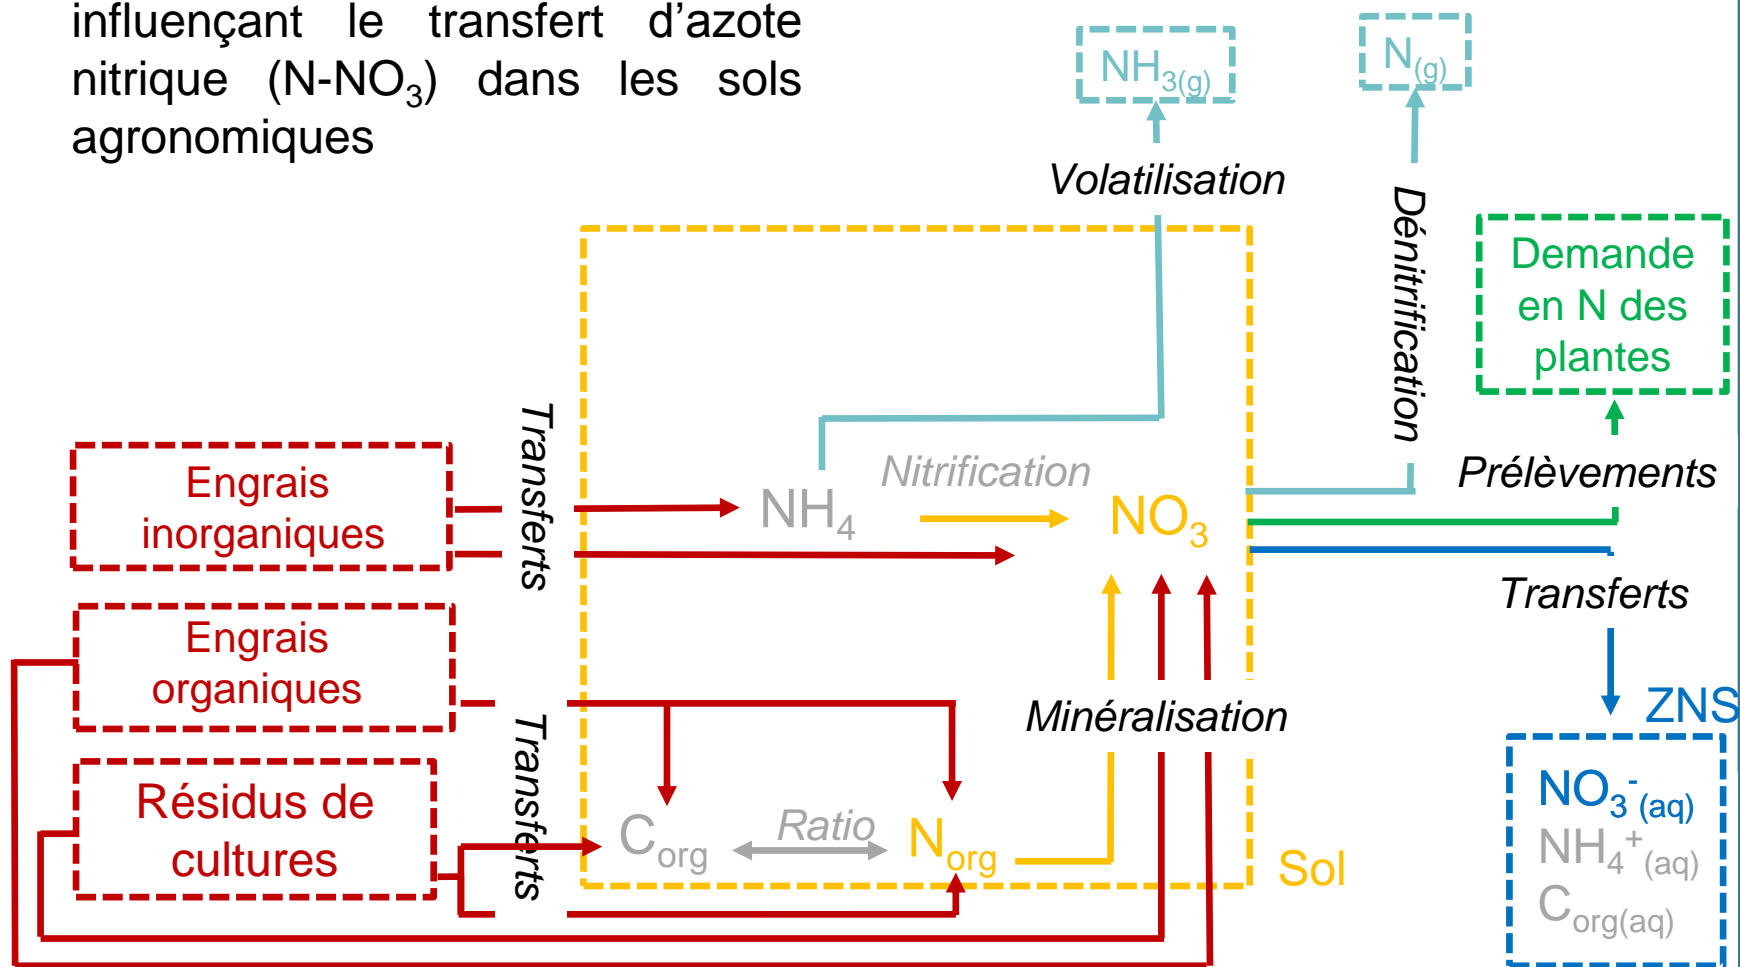 influençant le transfert d’azote
nitrique (N-NO₃) dans les sols
agronomiques
NH₃(g)
N(g)
Volatilisation
Dénitrification
Demande
en N des
plantes
Prélèvements
Transferts
Engrais
inorganiques
NH₄
Nitrification
NO₃
Transferts
Engrais
organiques
Minéralisation
ZNS
Transferts
Résidus de
cultures
Corg
Ratio
Norg
Sol
NO₃⁻(aq)
NH₄⁺(aq)
Corg(aq)